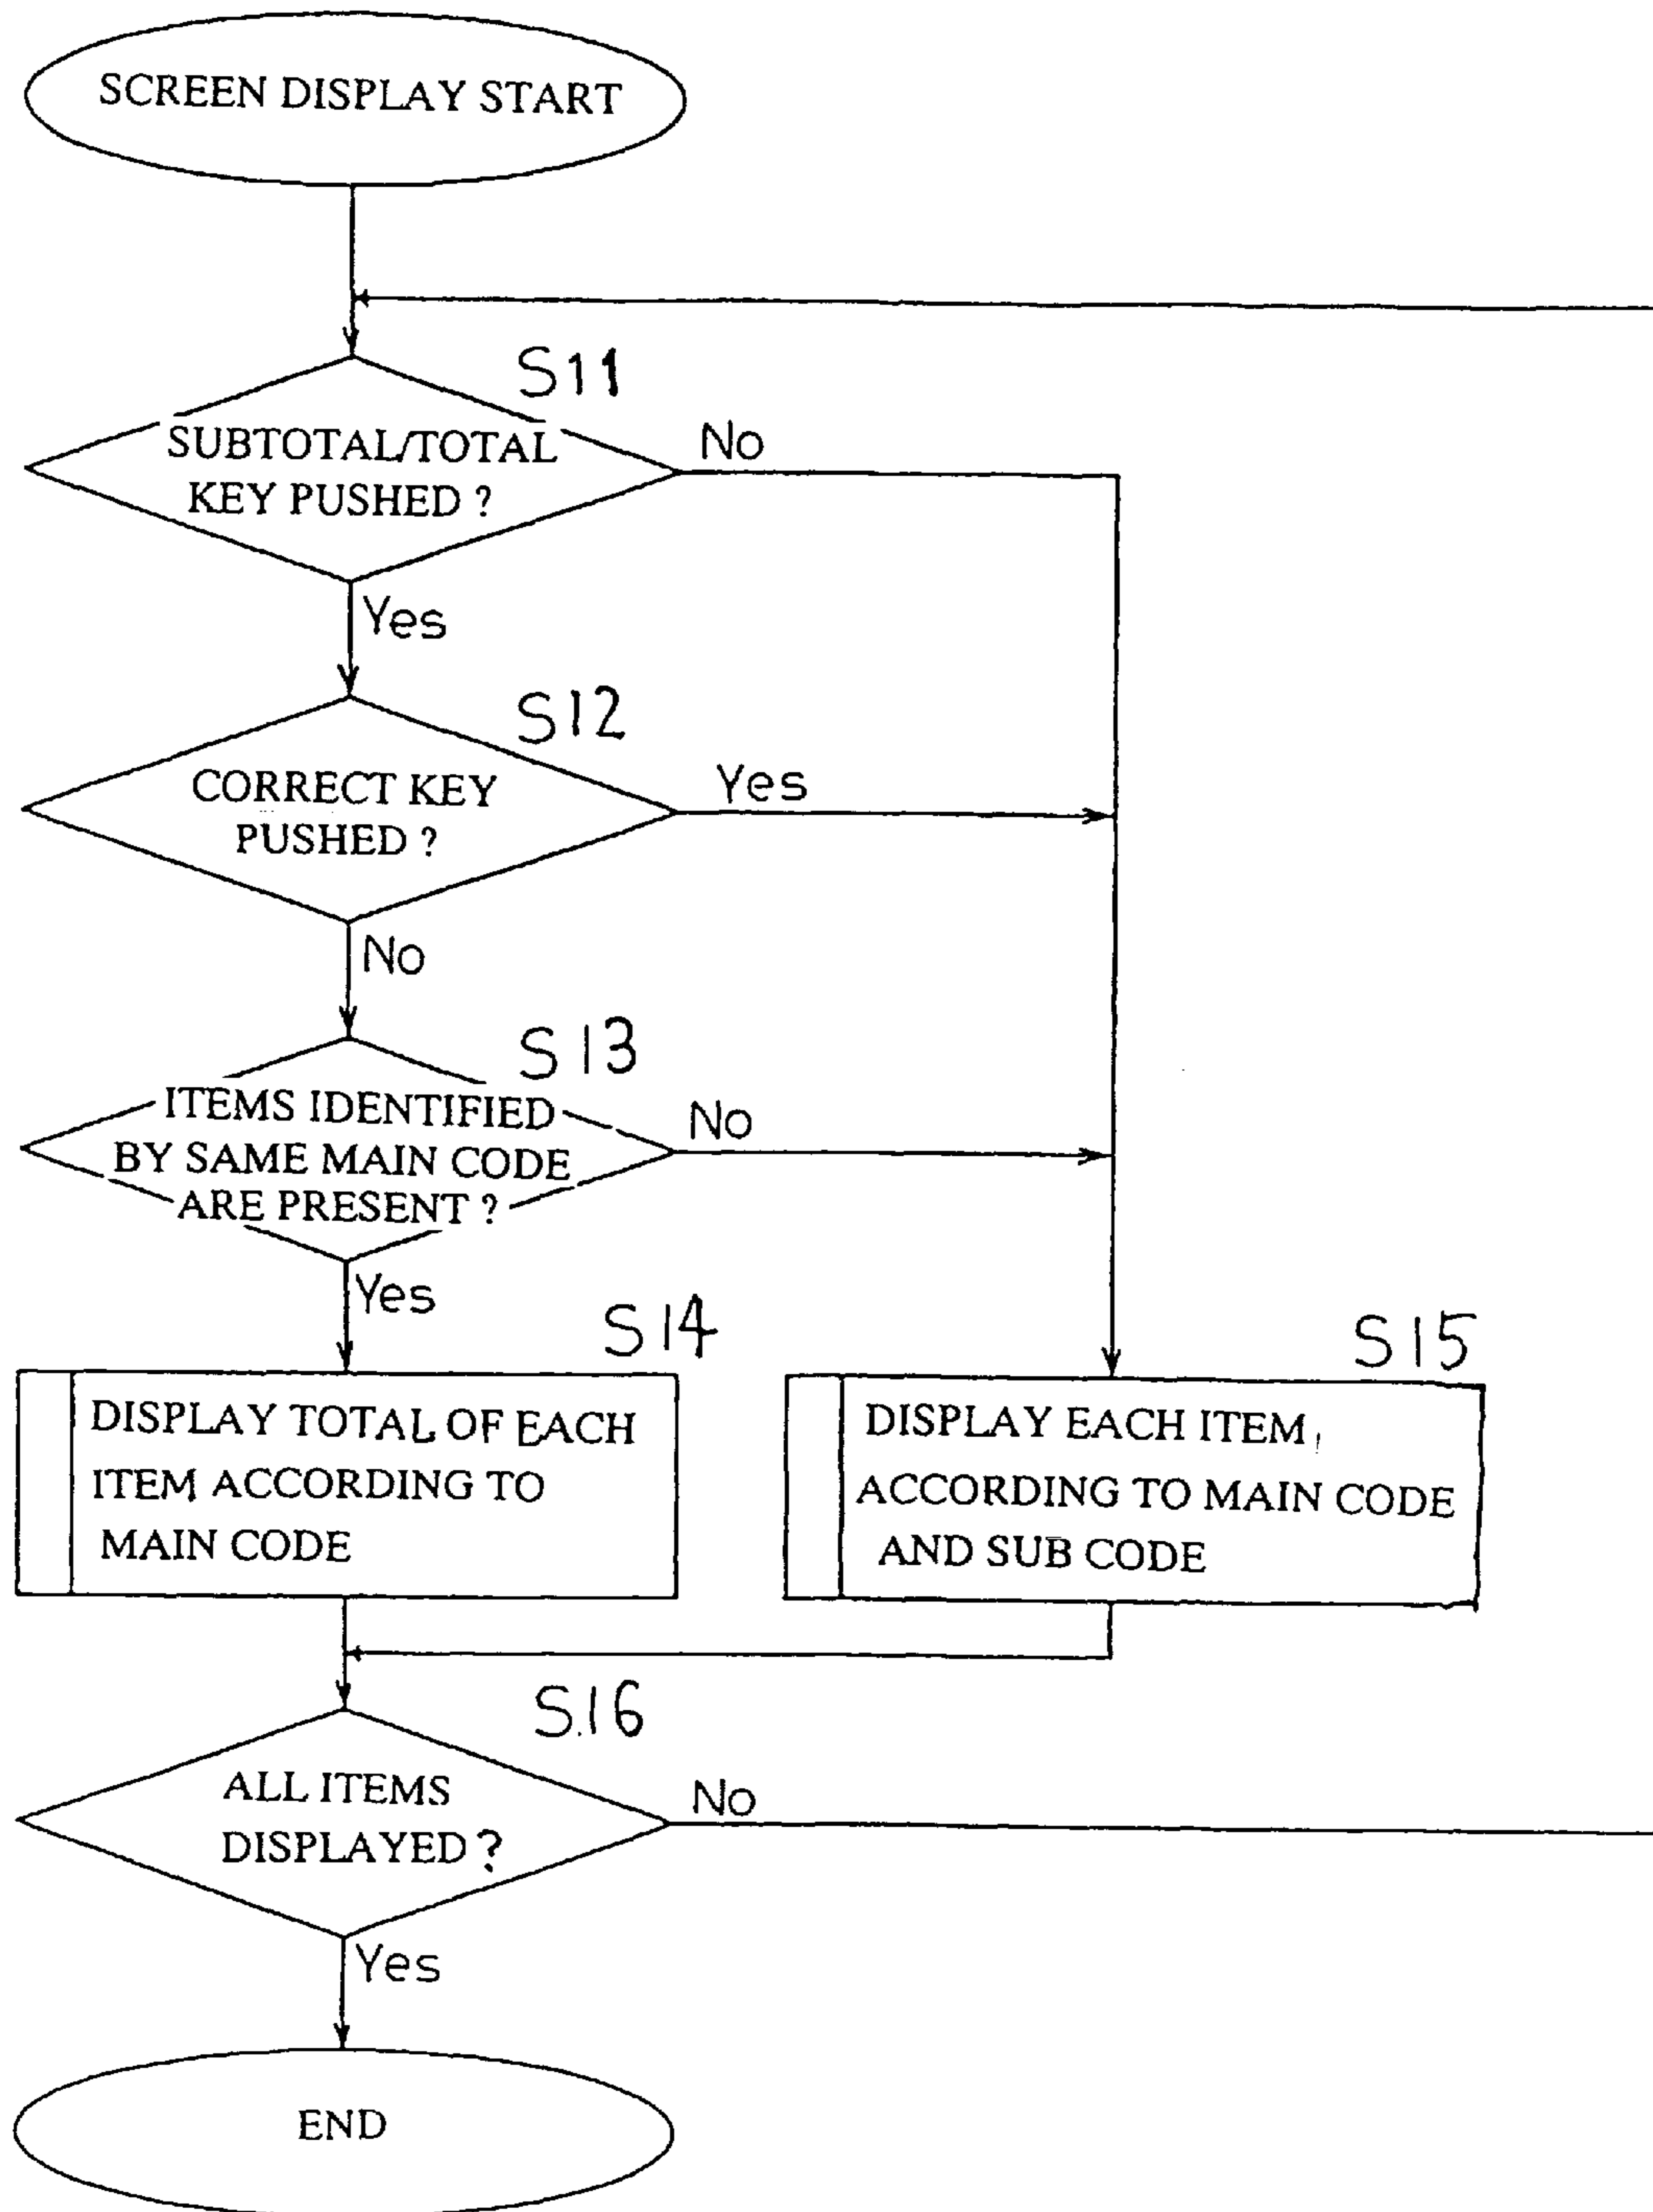 SCREEN DISPLAY START
S11
SUBTOTAL/TOTAL
KEY PUSHED ?
No
Yes
S12
CORRECT KEY
PUSHED ?
Yes
No
S13
ITEMS IDENTIFIED
BY SAME MAIN CODE
ARE PRESENT ?
No
Yes
S14
DISPLAY TOTAL OF EACH
ITEM ACCORDING TO
MAIN CODE
S15
DISPLAY EACH ITEM
ACCORDING TO MAIN CODE
AND SUB CODE
S.16
ALL ITEMS
DISPLAYED ?
No
Yes
END